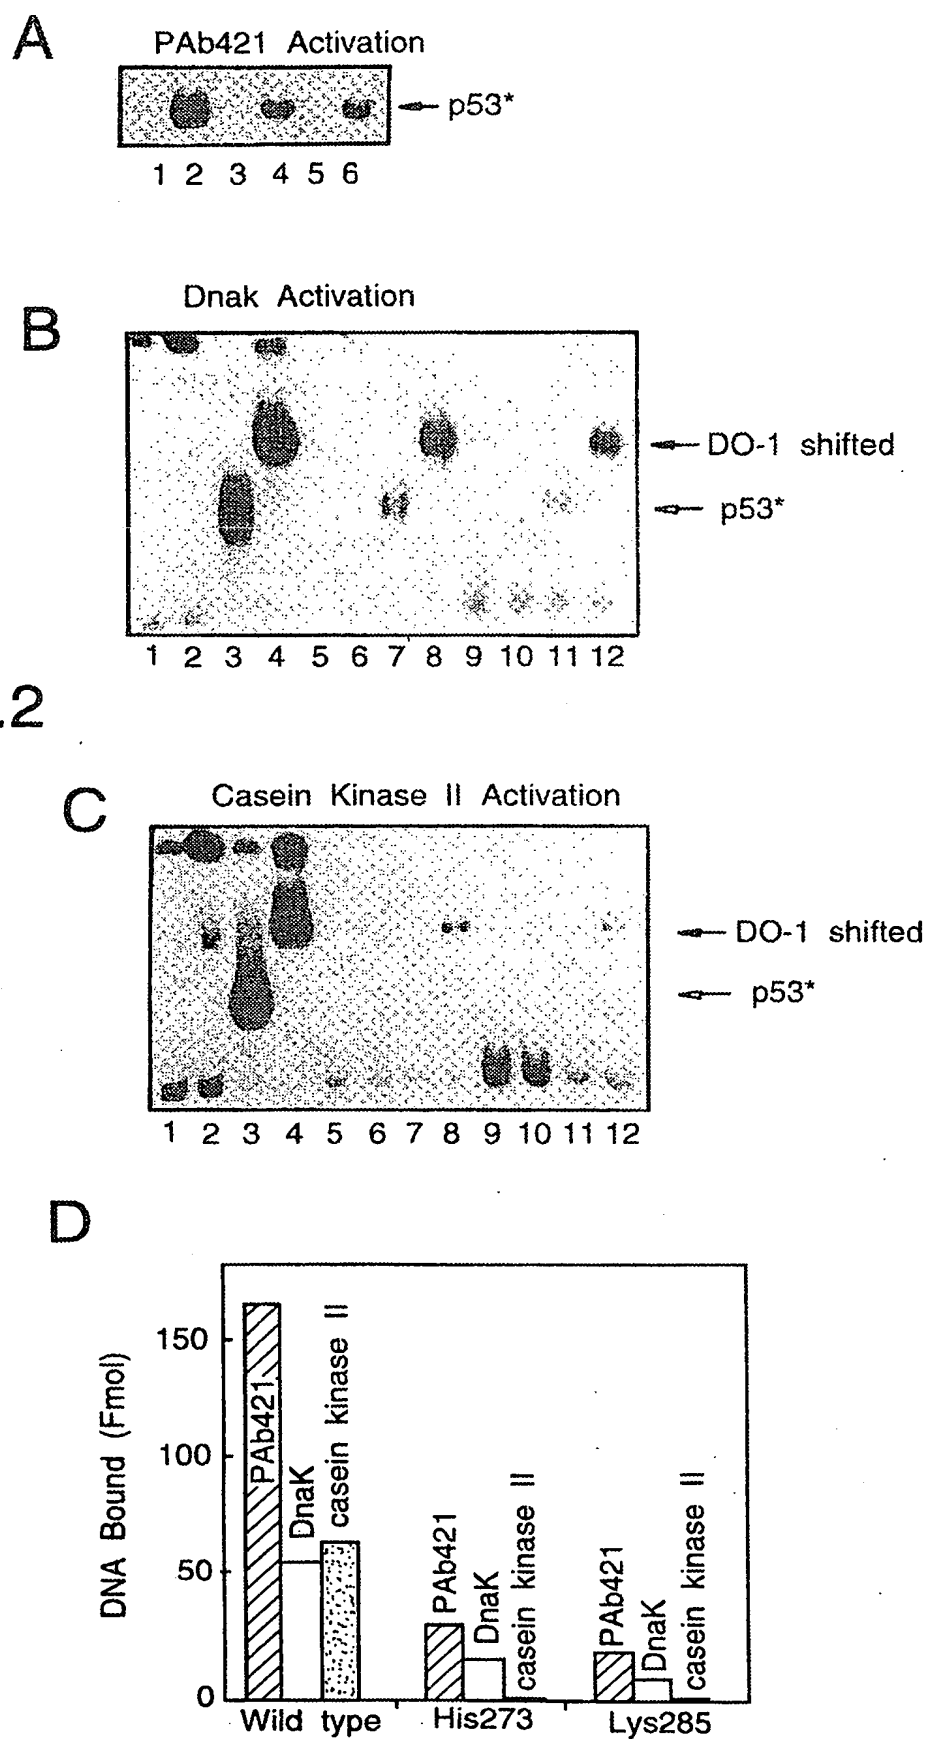 A
PAb421 Activation
p53*
1 2 3 4 5 6
B
Dnak Activation
DO-1 shifted
p53*
1 2 3 4 5 6 7 8 9 10 11 12
.2
C
Casein Kinase II Activation
DO-1 shifted
p53*
1 2 3 4 5 6 7 8 9 10 11 12
D
DNA Bound (Fmol)
150
100
50
0
PAb421
DnaK
casein kinase II
PAb421
DnaK
casein kinase II
PAb421
DnaK
casein kinase II
Wild type
His273
Lys285